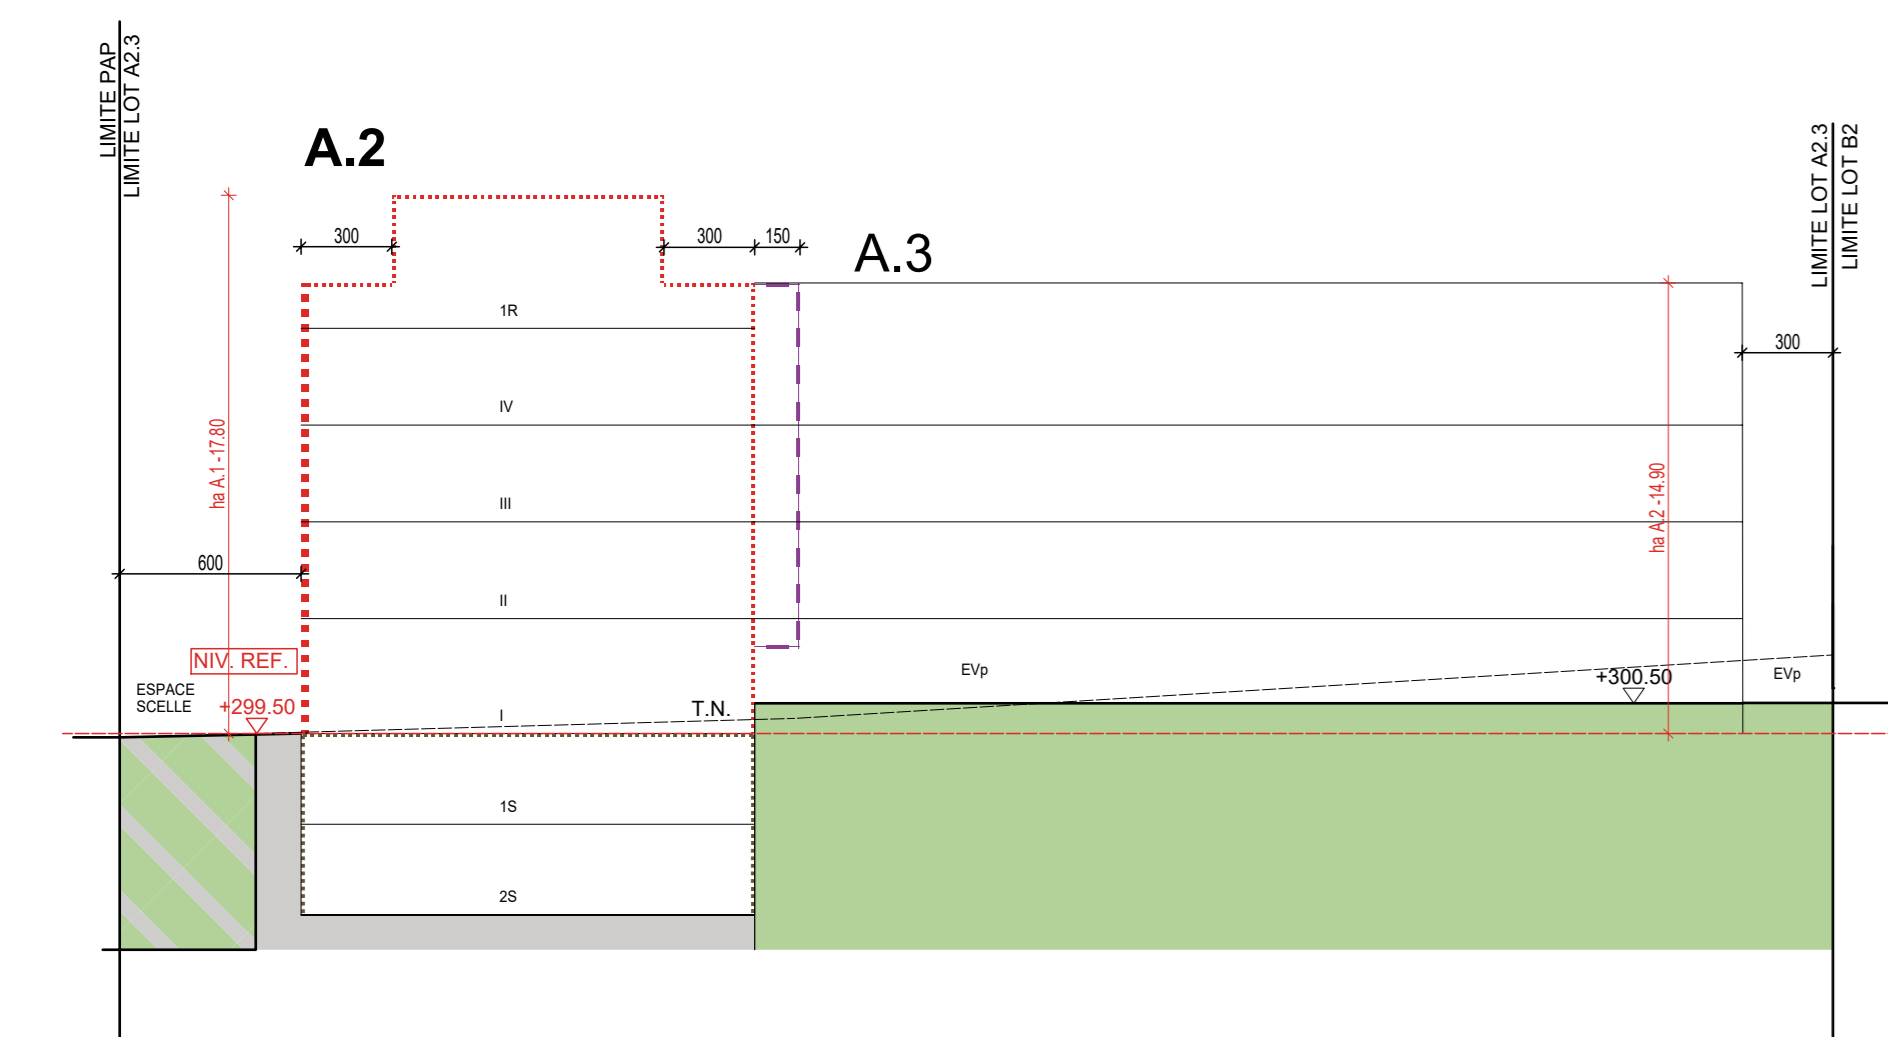 LIMITE PAP
LIMITE LOT A2.3
A.2
LIMITE LOT A2.3
LIMITE LOT B2
300
300
150
A.3
1R
300
IV
ha A.1 -17.80
ha A.2 -14.90
III
600
II
NIV. REF.
EVp
EVp
ESPACE
SCELLE
+299.50
I
T.N.
+300.50
1S
2S